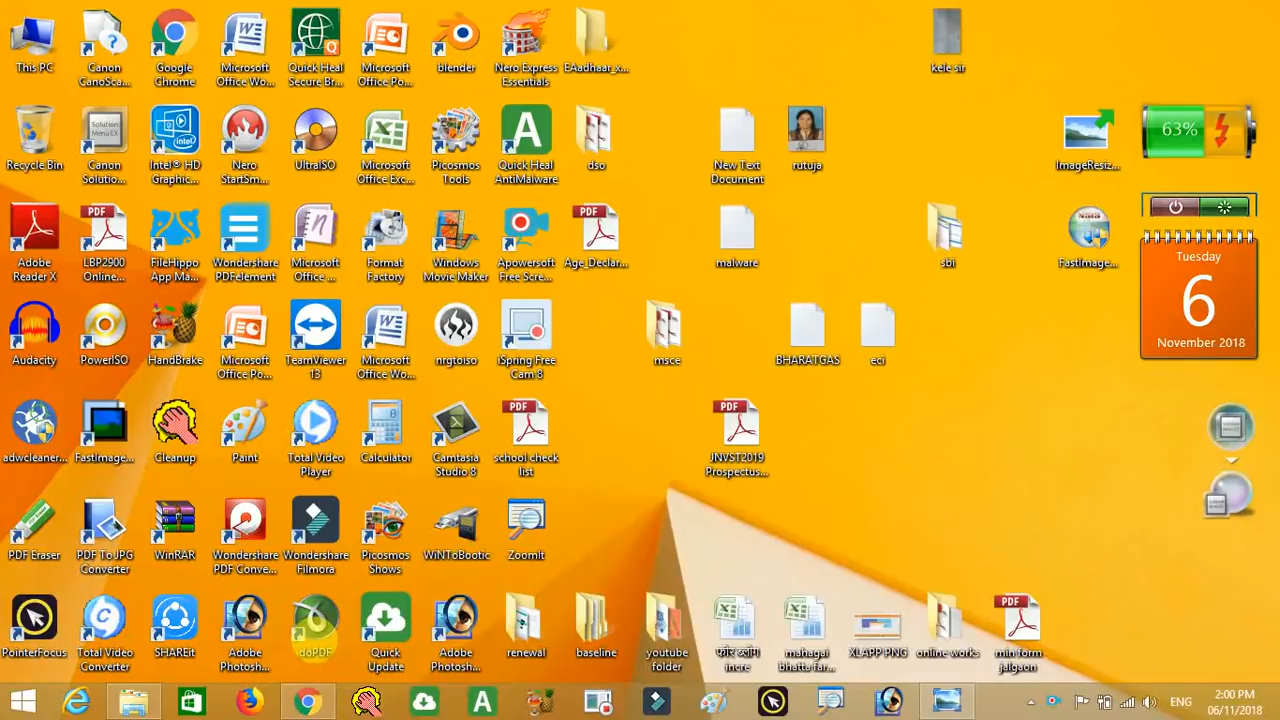 This PC
Canon
CanoSca...
Google
Chrome
Microsoft
Office Wo...
Quick Heal
Secure Br...
Microsoft
Office Po...
blender
Nero Express
Essentials
EAadhaar_x...
kele sir
Recycle Bin
Canon
Solution...
Intel® HD
Graphic...
Nero
StartSm...
UltraISO
Microsoft
Office Exc...
Picosmos
Tools
Quick Heal
AntiMalware
dso
New Text
Document
rutuja
ImageResiz...
63%
Adobe
Reader X
LBP2900
Online...
FileHippo
App Ma...
Wondershare
PDFelement
Microsoft
Office ...
Format
Factory
Windows
Movie Maker
Apowersoft
Free Scre...
Age_Declar...
malware
sbi
FastImage...
Tuesday
6
November 2018
Audacity
PowerISO
HandBrake
Microsoft
Office Po...
TeamViewer
13
Microsoft
Office Wo...
nrgtoiso
iSpring Free
Cam 8
msce
BHARATGAS
eci
adwcleaner...
FastImage...
Cleanup
Paint
Total Video
Player
Calculator
Camtasia
Studio 8
school check
list
JNVST2019
Prospectus...
PDF Eraser
PDF ToJPG
Converter
WinRAR
Wondershare
PDF Conve...
Wondershare
Filmora
Picosmos
Shows
WiNToBootic
ZoomIt
PointerFocus
Total Video
Converter
SHAREit
Adobe
Photosh...
doPDF
Quick
Update
Adobe
Photosh...
renewal
baseline
youtube
folder
incre
mahagai
bhatta far...
XLAPP PNG
online works
min form
jalgaon
ENG
2:00 PM
06/11/2018